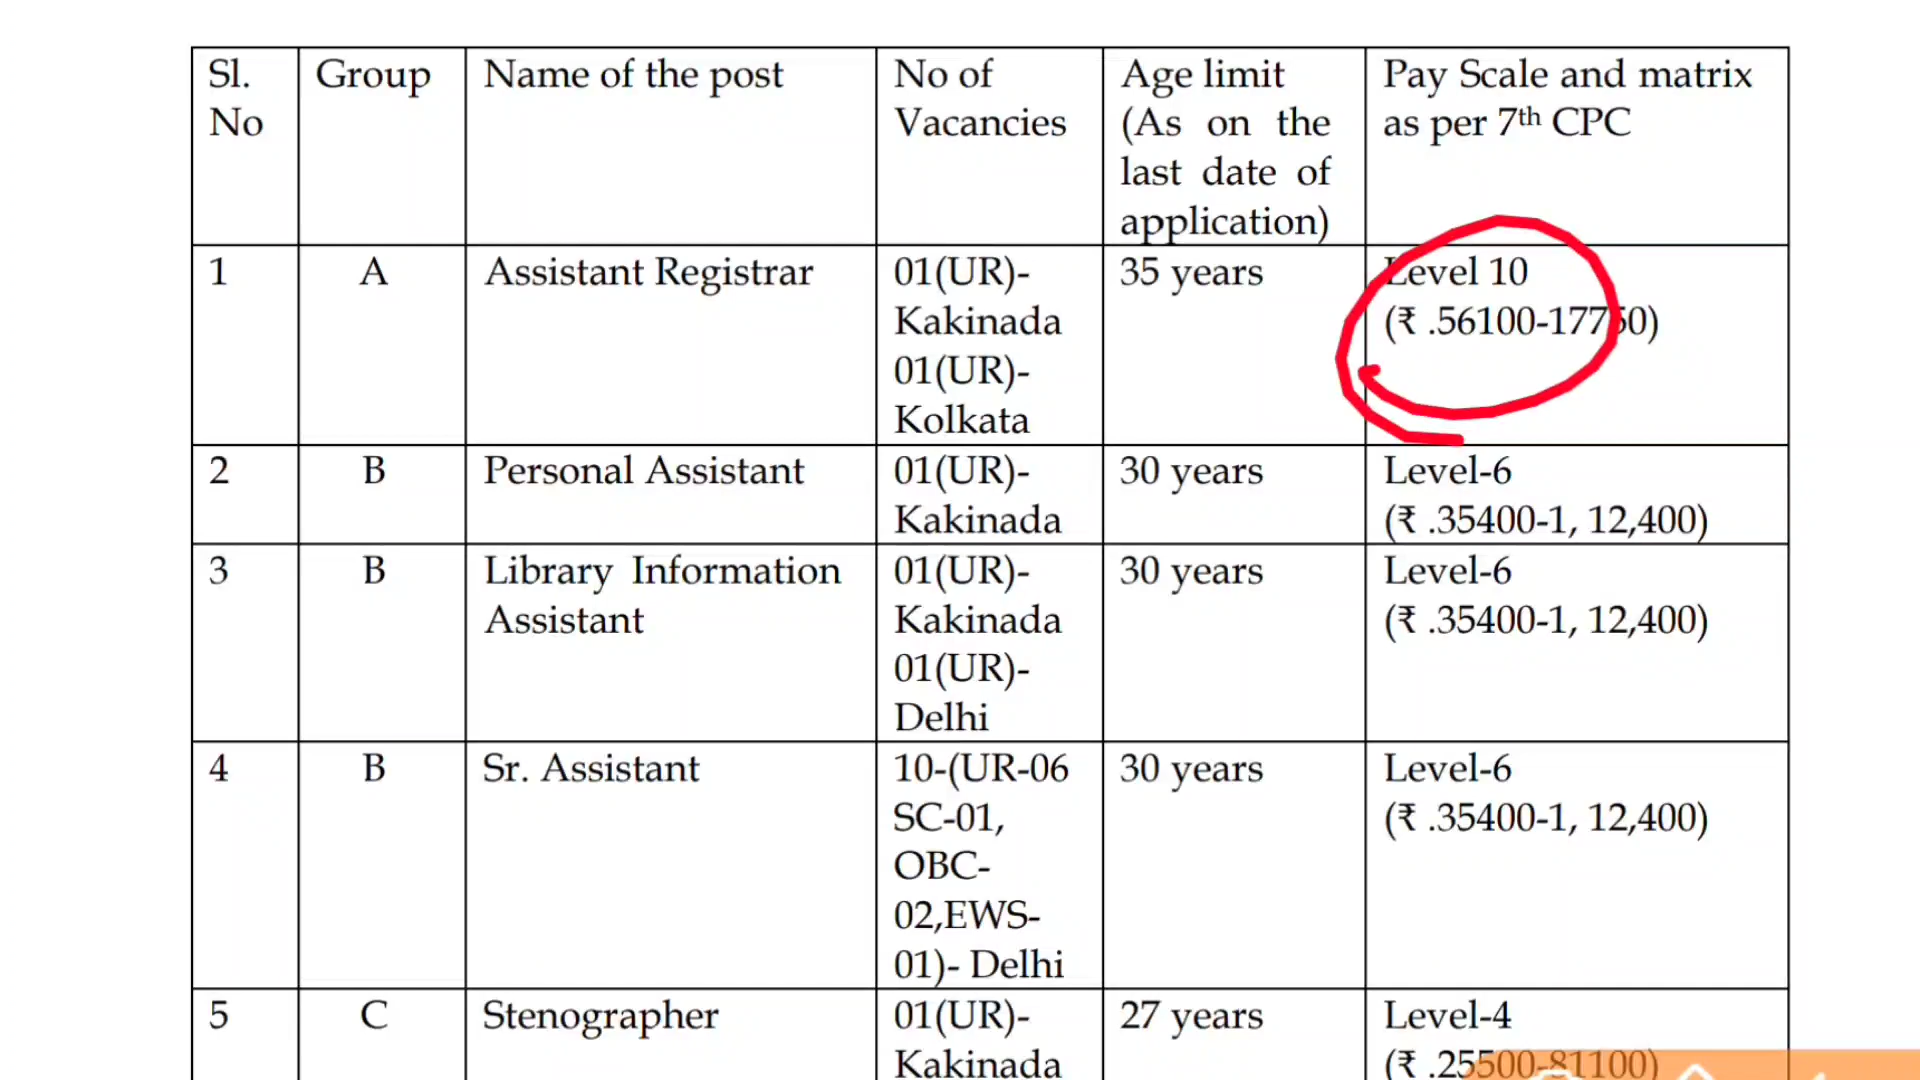 Sl. Group Name of the post No of Age limit Pay Scale and matrix
No Vacancies (As on the as per 7th CPC
last date of
application)
1 A Assistant Registrar 01(UR)- 35 years Level 10
Kakinada (₹ .56100-17750)
01(UR)-
Kolkata
2 B Personal Assistant 01(UR)- 30 years Level-6
Kakinada (₹ .35400-1, 12,400)
3 B Library Information 01(UR)- 30 years Level-6
Assistant Kakinada (₹ .35400-1, 12,400)
01(UR)-
Delhi
4 B Sr. Assistant 10-(UR-06 30 years Level-6
SC-01, (₹ .35400-1, 12,400)
OBC-
02,EWS-
01)- Delhi
5 C Stenographer 01(UR)- 27 years Level-4
Kakinada (₹ .25500-81100)